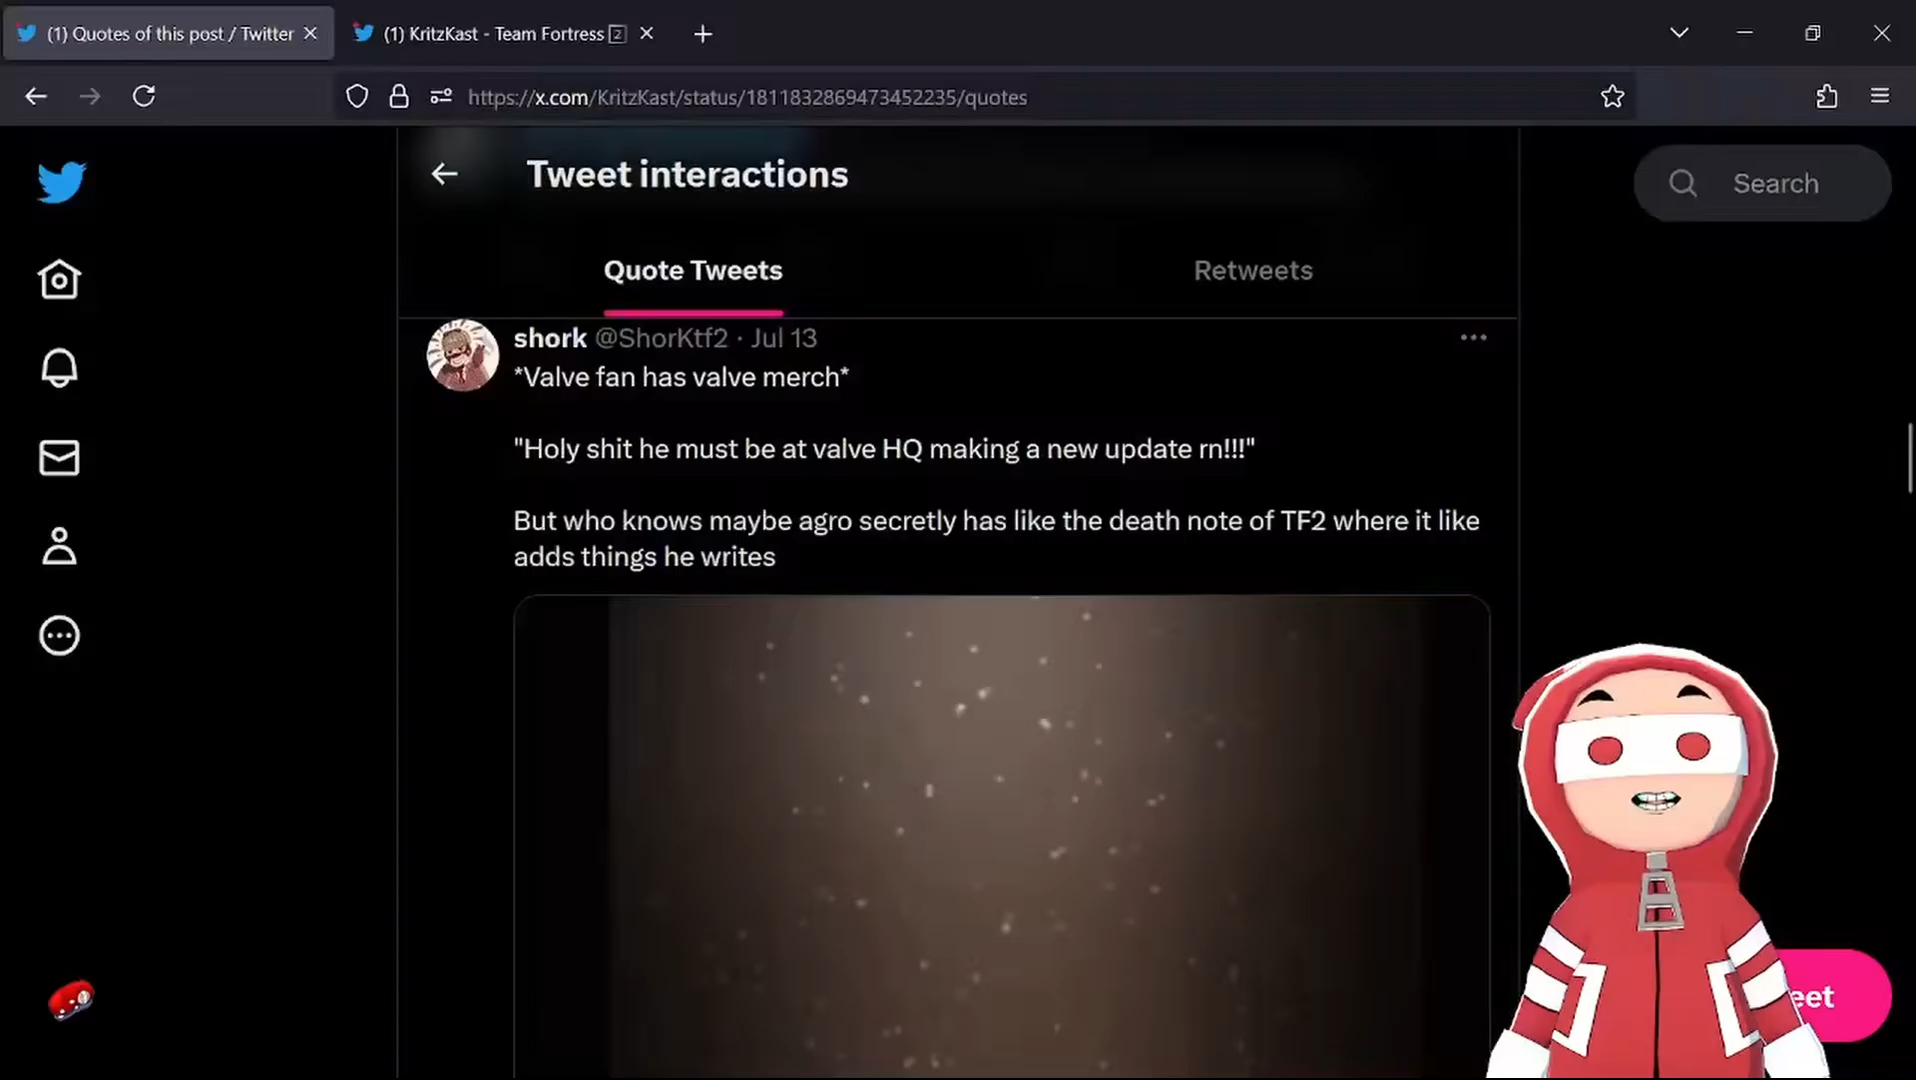 (1) Quotes of this post / Twitter
(1) KritzKast - Team Fortress 2
https://x.com/KritzKast/status/1811832869473452235/quotes
Tweet interactions
Search
Quote Tweets
Retweets
shork @ShorKtf2 · Jul 13
*Valve fan has valve merch*
"Holy shit he must be at valve HQ making a new update rn!!!"
But who knows maybe agro secretly has like the death note of TF2 where it like
adds things he writes
eet